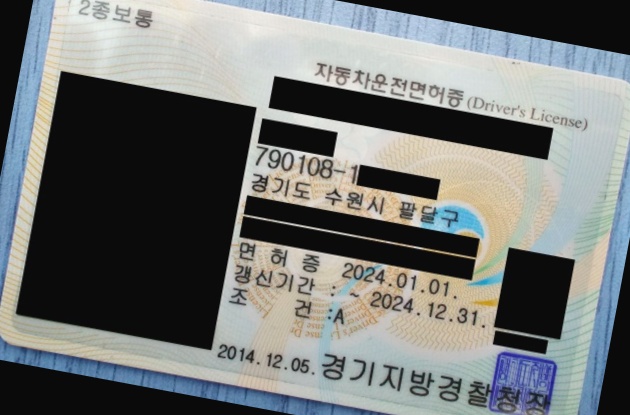 2종보통
자동차운전면허증 (Driver's License)
790108-1
경기도 수원시 팔달구
면 허 증 2024.01.01.
갱신기간 : ~ 2024.12.31.
조 건 :A
2014.12.05. 경기지방경찰청장